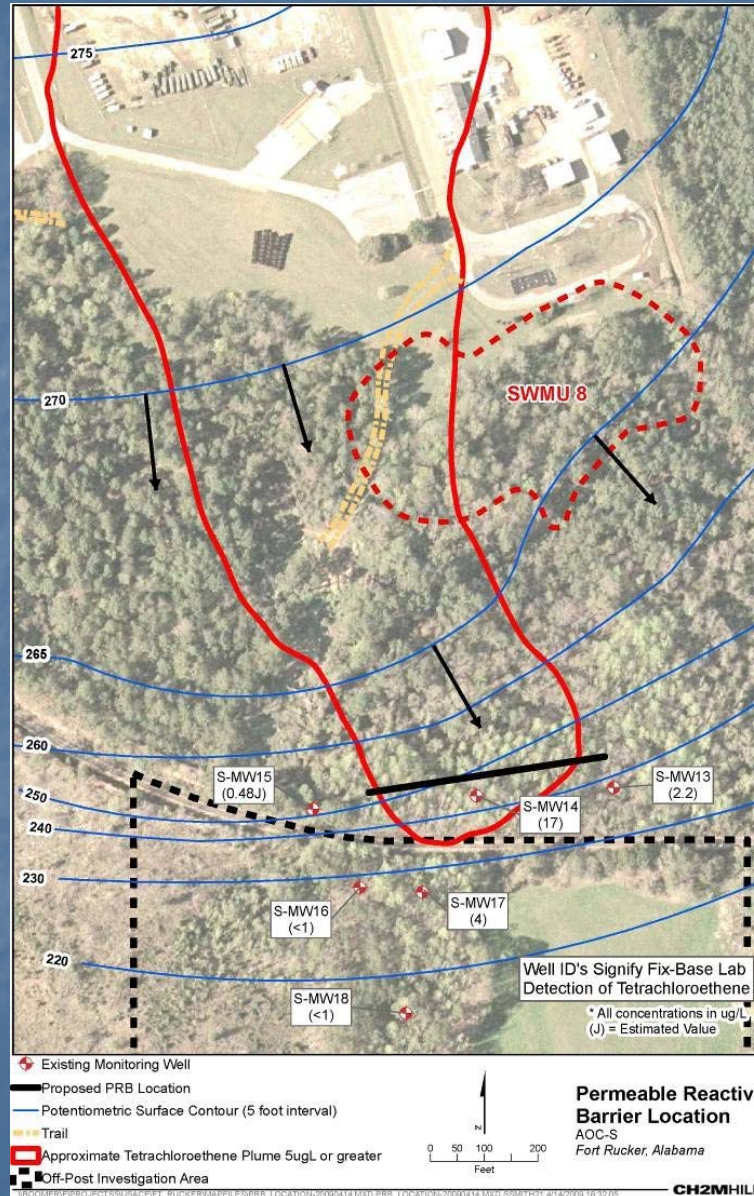 275
270
SWMU 8
265
260
250
240
230
220
S-MW15
(0.48J)
S-MW13
(2.2)
S-MW14
(17)
S-MW16
(<1)
S-MW17
(4)
S-MW18
(<1)
Well ID's Signify Fix-Base Lab
Detection of Tetrachloroethene
* All concentrations in ug/L
(J) = Estimated Value
Existing Monitoring Well
Proposed PRB Location
Potentiometric Surface Contour (5 foot interval)
Trail
Approximate Tetrachloroethene Plume 5ugL or greater
Off-Post Investigation Area
N
0 50 100 200
Feet
Permeable Reactiv
Barrier Location
AOC-S
Fort Rucker, Alabama
CH2MHIL